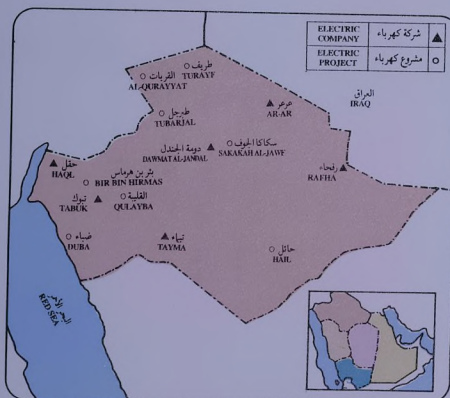 ELECTRIC
COMPANY
شركة كهرباء
ELECTRIC
PROJECT
مشروع كهرباء
طريف
TURAYF
القريات
AL-QURAYYAT
العراق
IRAQ
عرعر
AR-AR
طبرجل
TUBARJAL
سكاكا الجوف
SAKAKAH AL-JAWF
دومة الجندل
DAWMAT AL-JANDAL
رفحاء
RAFHA
حقل
HAQL
بئر بن هرماس
BIR BIN HIRMAS
تبوك
TABUK
القليبة
QULAYBA
ضباء
DUBA
تيماء
TAYMA
حائل
HAIL
البحر الأحمر
RED SEA